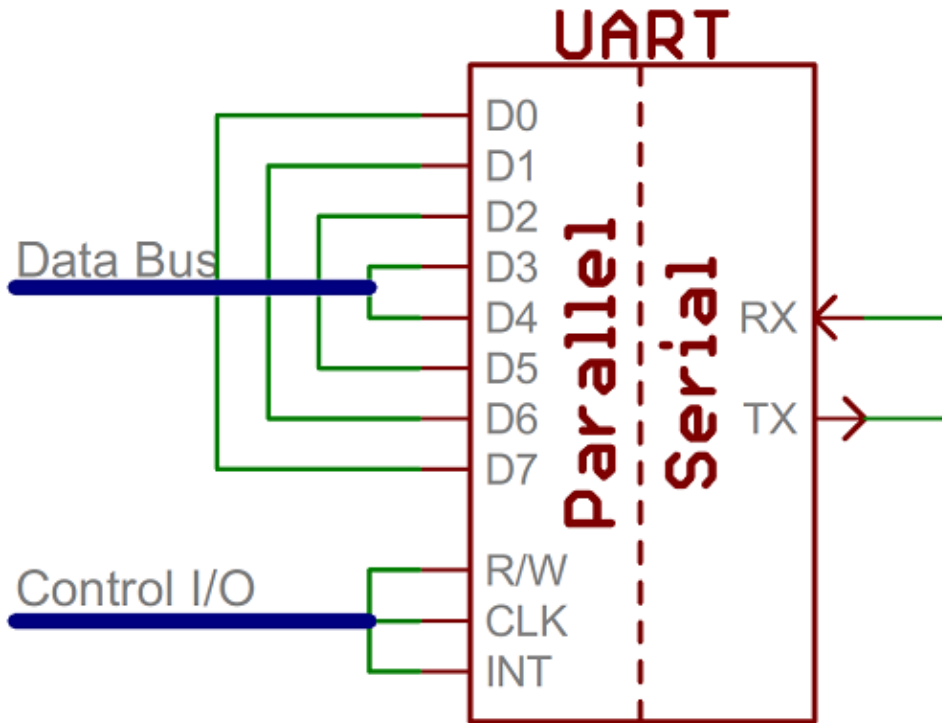 UART
D0
D1
D2
Data Bus
D3
D4
D5
D6
D7
Parallel
Serial
RX
TX
Control I/O
R/W
CLK
INT